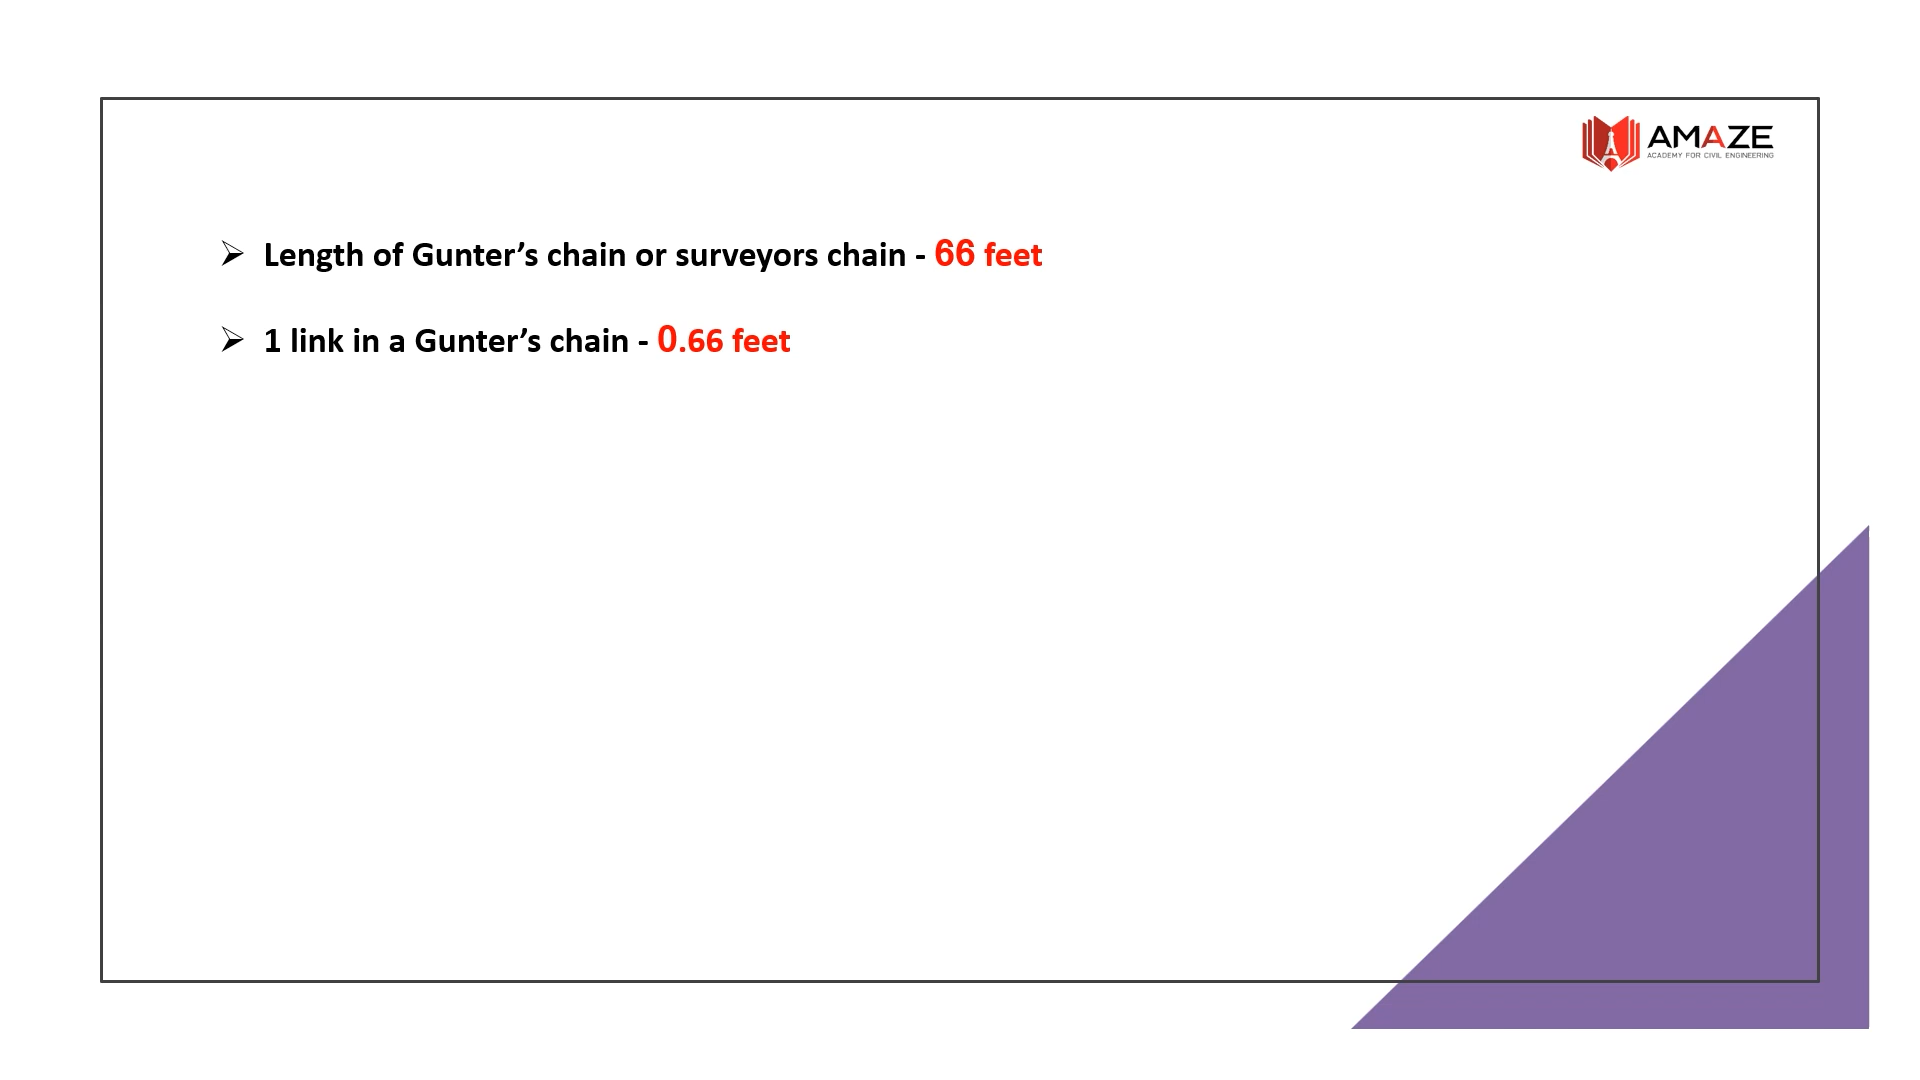 AMAZE
ACADEMY FOR CIVIL ENGINEERING
➢ Length of Gunter’s chain or surveyors chain - 66 feet
➢ 1 link in a Gunter’s chain - 0.66 feet